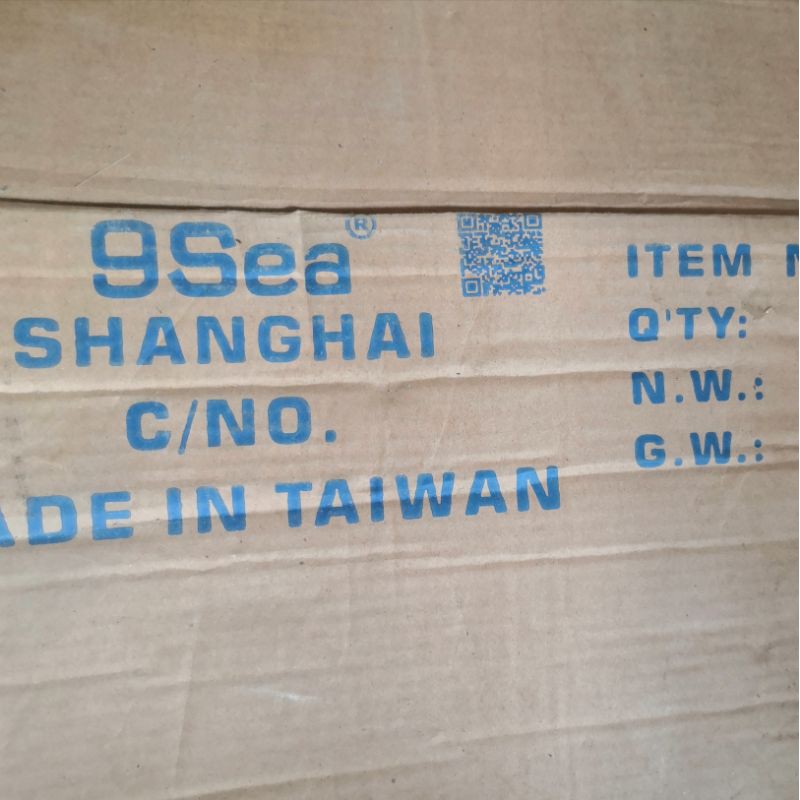 9Sea®
SHANGHAI
C/NO.
ADE IN TAIWAN
ITEM N
Q'TY:
N.W.:
G.W.: